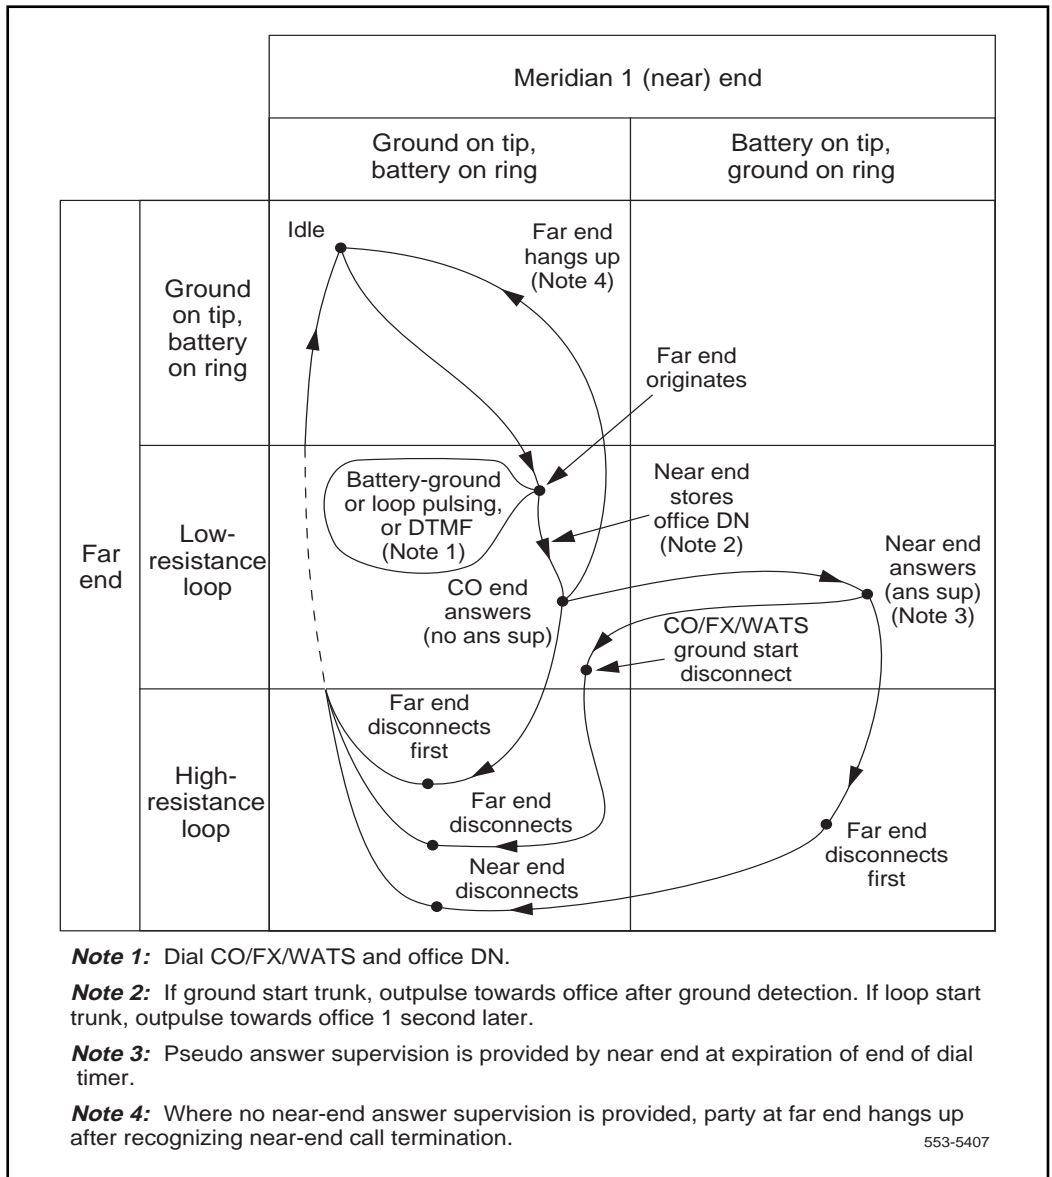 Meridian 1 (near) end
Ground on tip,
battery on ring
Battery on tip,
ground on ring
Far
end
Ground
on tip,
battery
on ring
Idle
Far end
hangs up
(Note 4)
Far end
originates
Low-
resistance
loop
Battery-ground
or loop pulsing,
or DTMF
(Note 1)
Near end
stores
office DN
(Note 2)
CO end
answers
(no ans sup)
Near end
answers
(ans sup)
(Note 3)
CO/FX/WATS
ground start
disconnect
High-
resistance
loop
Far end
disconnects
first
Far end
disconnects
Near end
disconnects
Far end
disconnects
first
Note 1: Dial CO/FX/WATS and office DN.
Note 2: If ground start trunk, outpulse towards office after ground detection. If loop start
trunk, outpulse towards office 1 second later.
Note 3: Pseudo answer supervision is provided by near end at expiration of end of dial
timer.
Note 4: Where no near-end answer supervision is provided, party at far end hangs up
after recognizing near-end call termination.
553-5407